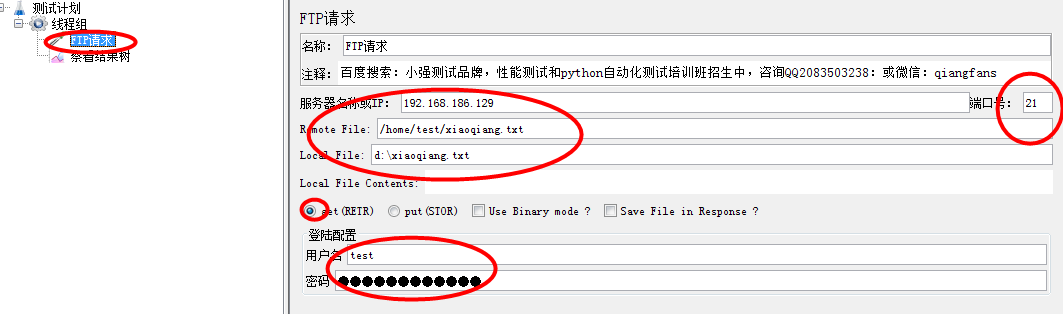 测试计划
线程组
FTP请求
察看结果树
FTP请求
名称: FTP请求
注释: 百度搜索: 小强测试品牌, 性能测试和python自动化测试培训班招生中, 咨询QQ2083503238: 或微信: qiangfans
服务器名称或IP: 192.168.186.129 端口号: 21
Remote File: /home/test/xiaoqiang.txt
Local File: d:\xiaoqiang.txt
Local File Contents:
get(RETR) put(STOR) Use Binary mode ? Save File in Response ?
登陆配置
用户名 test
密码 ●●●●●●●●●●●●